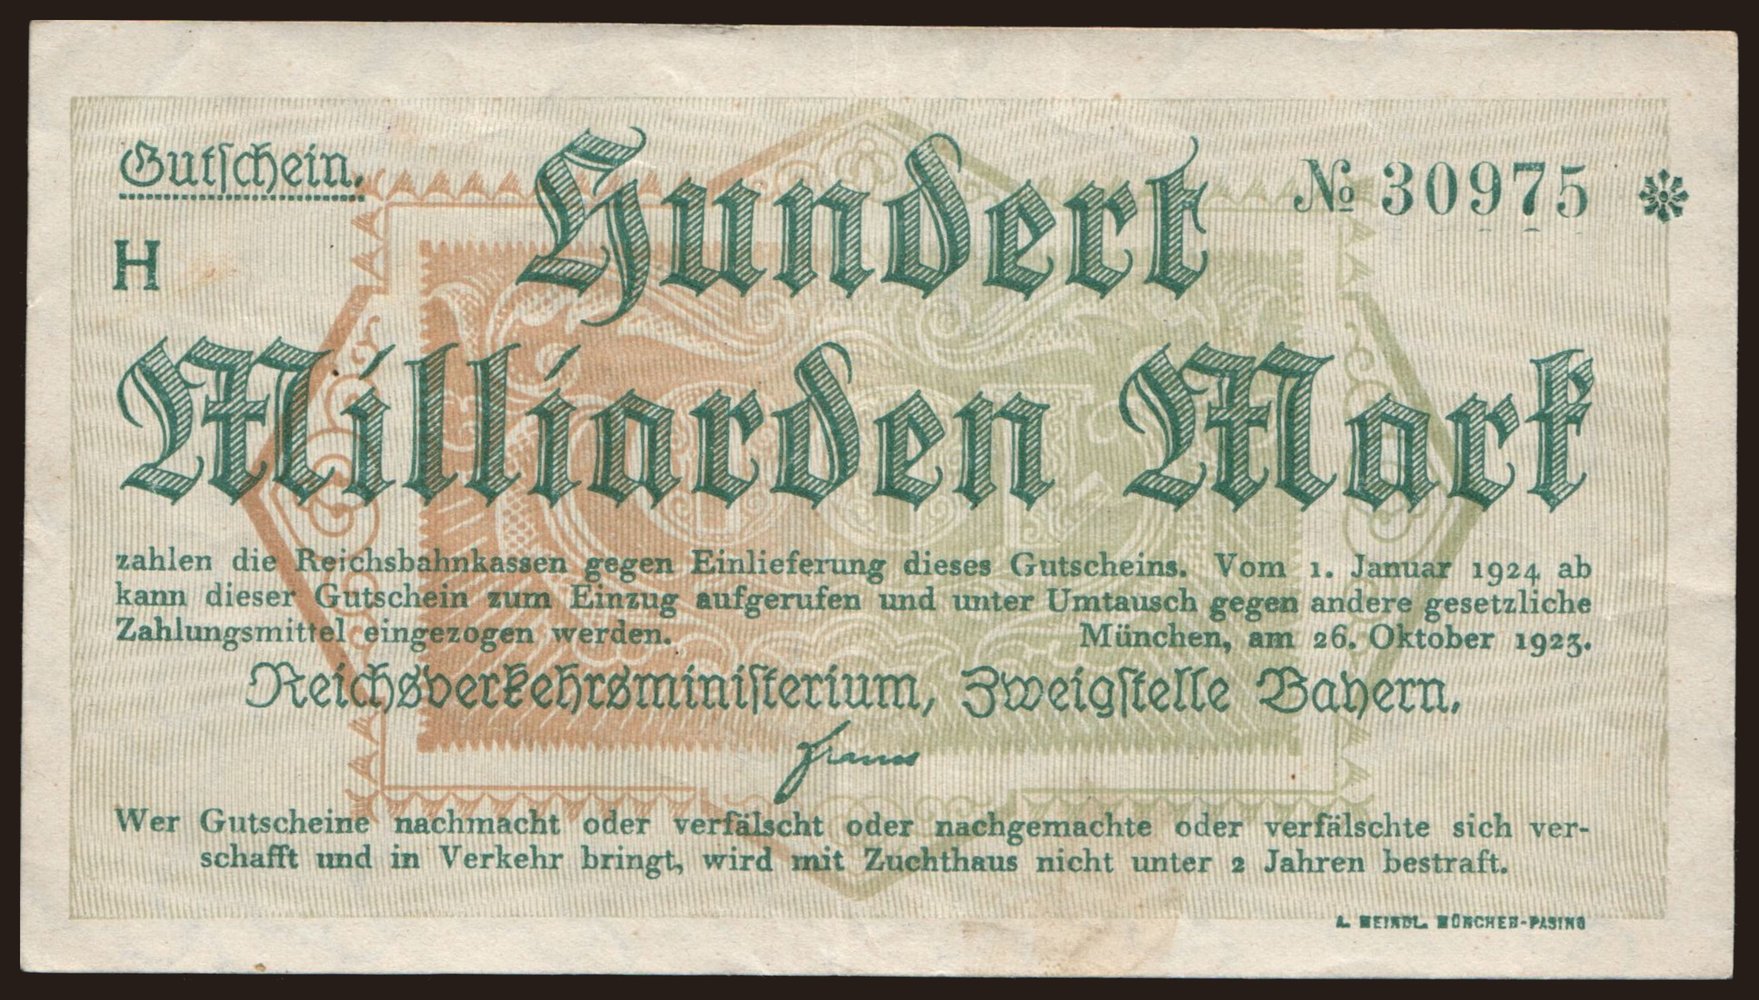 Gutschein.
Hundert
№ 30975
H
Milliarden Mark
zahlen die Reichsbahnkassen gegen Einlieferung dieses Gutscheins. Vom 1. Januar 1924 ab
kann dieser Gutschein zum Einzug aufgerufen und unter Umtausch gegen andere gesetzliche
Zahlungsmittel eingezogen werden. München, am 26. Oktober 1923.
Reichsverkehrsministerium, Zweigstelle Bayern.
Wer Gutscheine nachmacht oder verfälscht oder nachgemachte oder verfälschte sich ver-
schafft und in Verkehr bringt, wird mit Zuchthaus nicht unter 2 Jahren bestraft.
A. MEINDL. MÜNCHEN-PASING